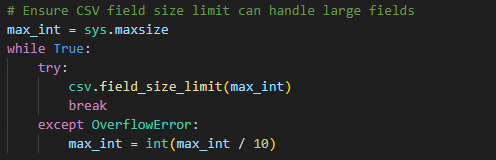 # Ensure CSV field size limit can handle large fields
max_int = sys.maxsize
while True:
    try:
        csv.field_size_limit(max_int)
        break
    except OverflowError:
        max_int = int(max_int / 10)